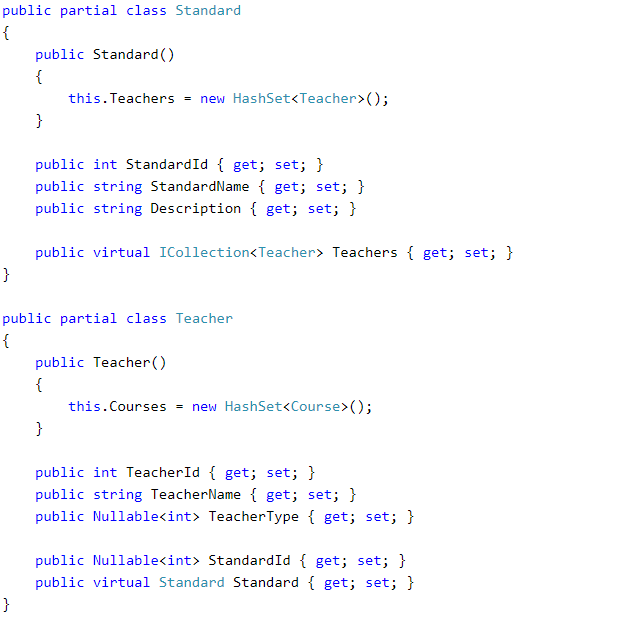 public partial class Standard
{
    public Standard()
    {
        this.Teachers = new HashSet<Teacher>();
    }

    public int StandardId { get; set; }
    public string StandardName { get; set; }
    public string Description { get; set; }

    public virtual ICollection<Teacher> Teachers { get; set; }
}

public partial class Teacher
{
    public Teacher()
    {
        this.Courses = new HashSet<Course>();
    }

    public int TeacherId { get; set; }
    public string TeacherName { get; set; }
    public Nullable<int> TeacherType { get; set; }

    public Nullable<int> StandardId { get; set; }
    public virtual Standard Standard { get; set; }
}